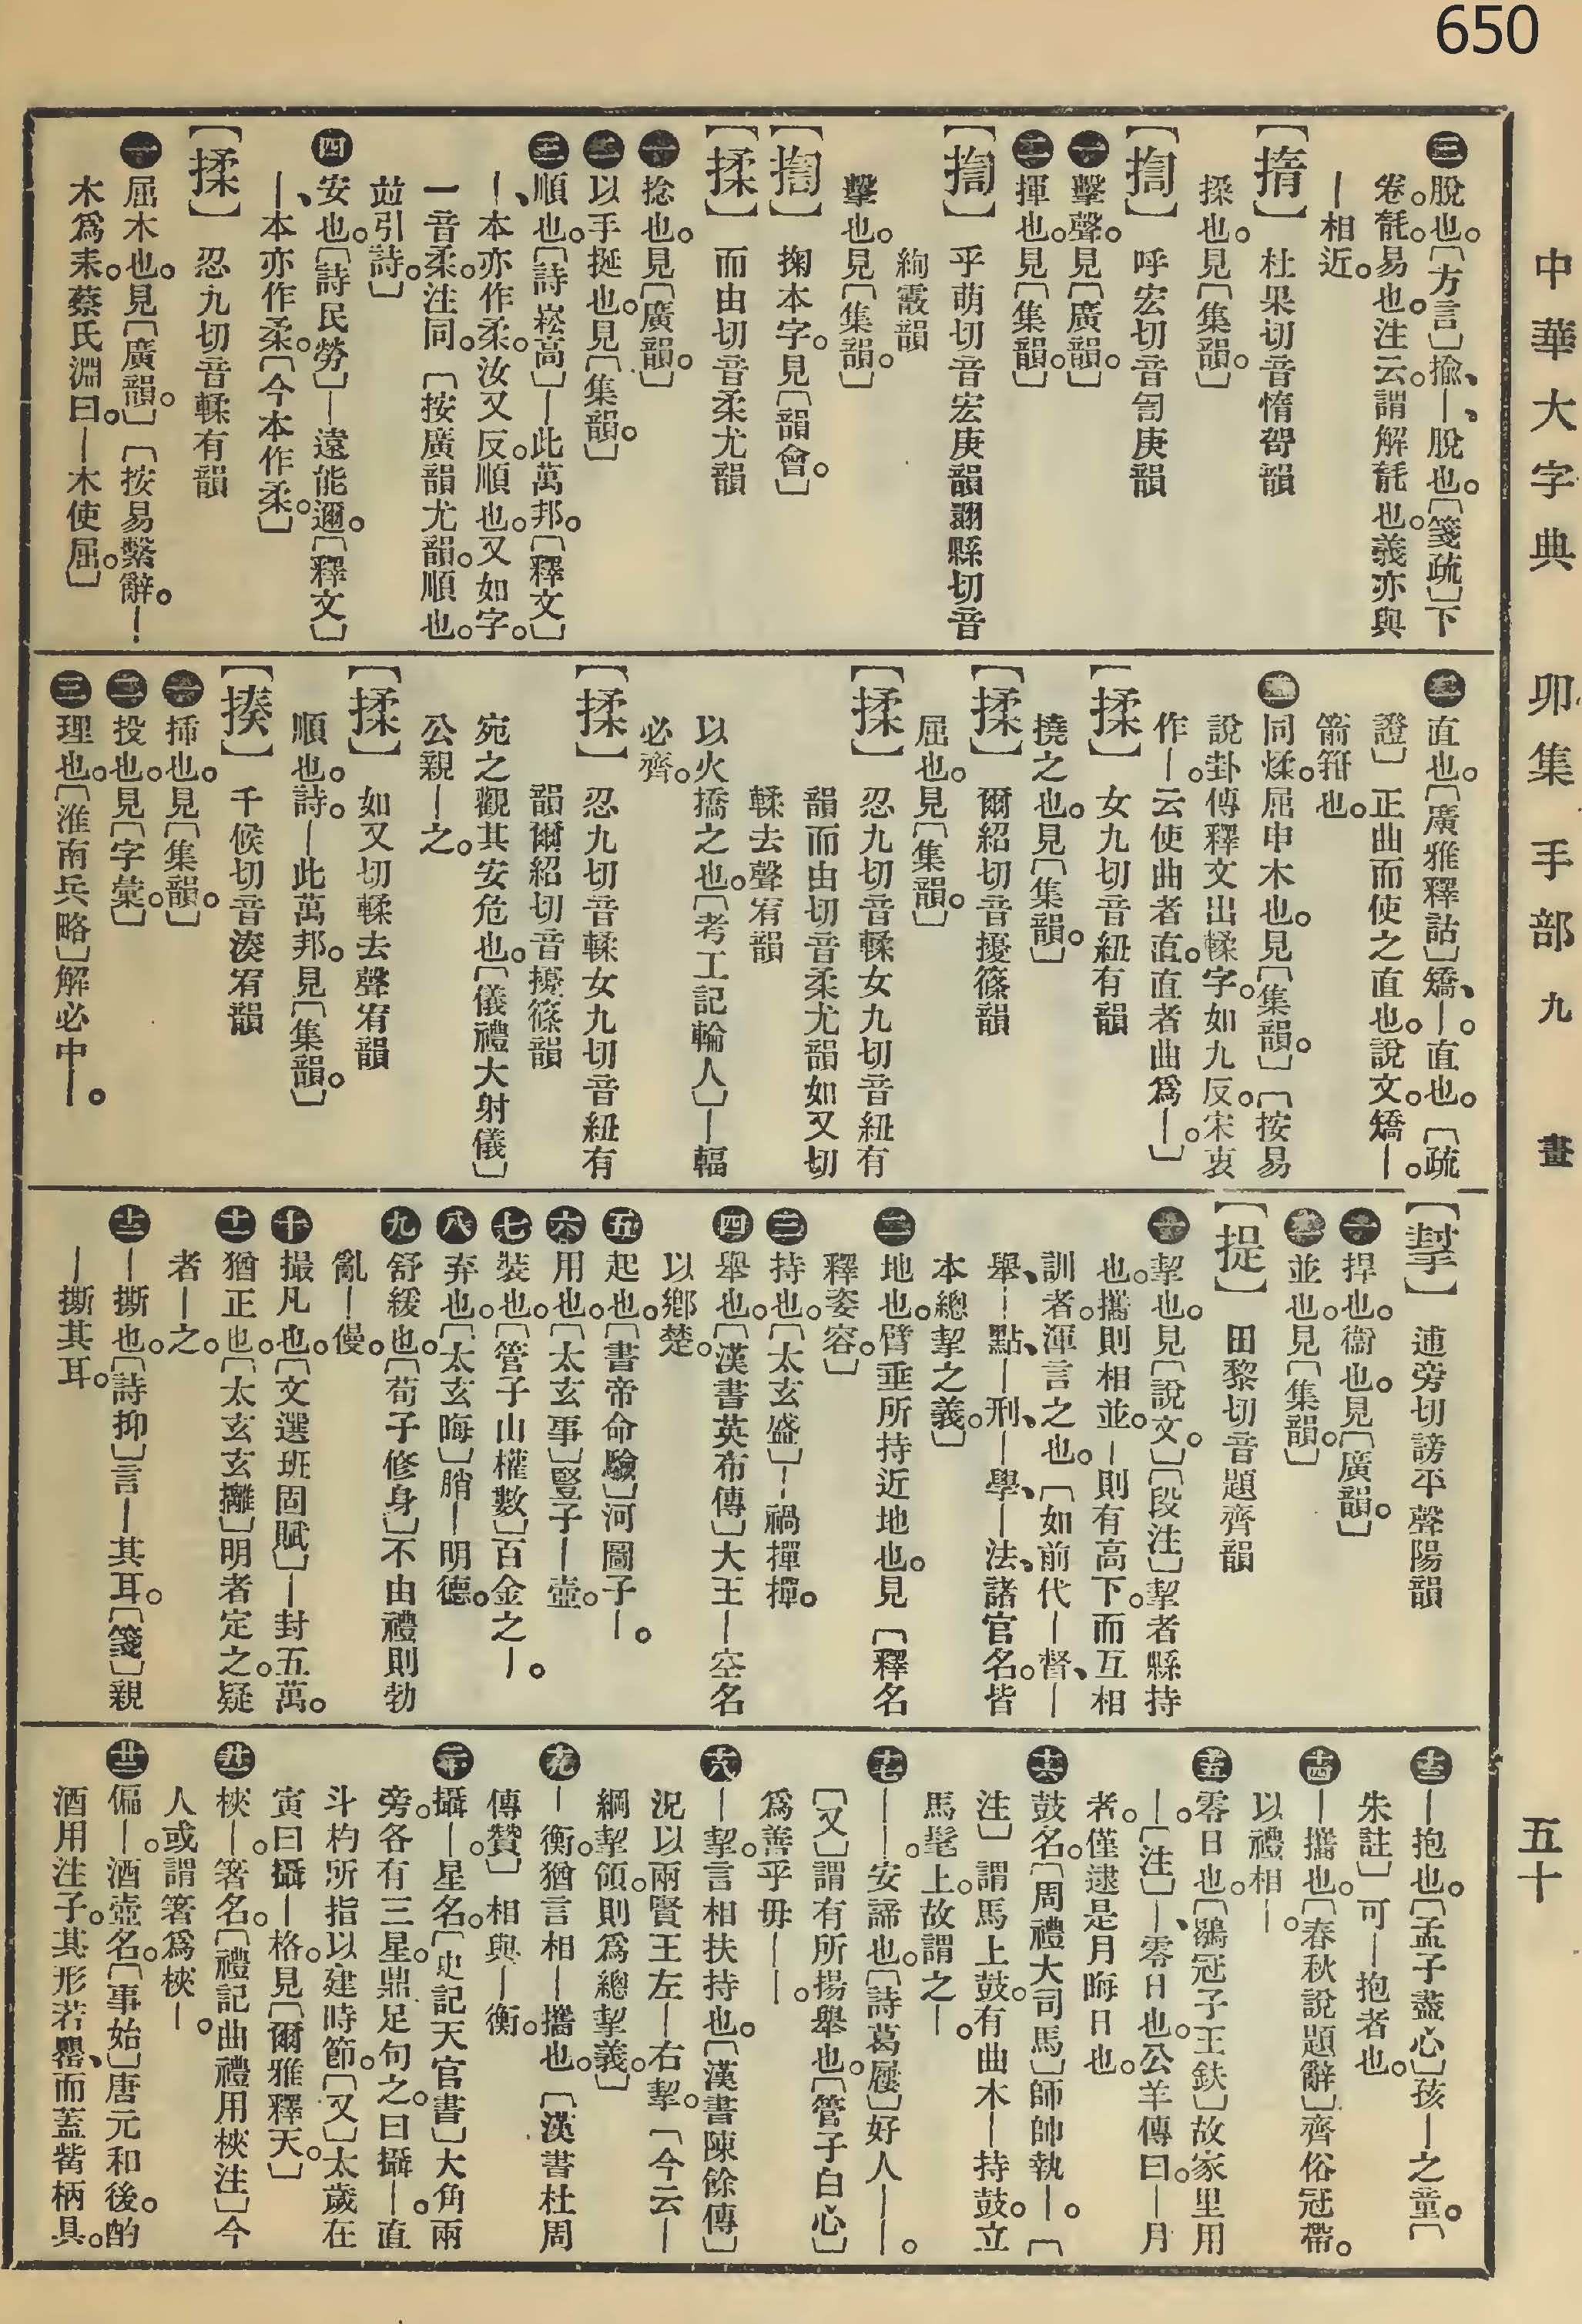 650
中華大字典 卯集 手部 九畫 五十
㊂脫也。〔方言〕揄、—、脫也。〔箋疏〕下
卷毻。易也。注云。謂解毻也。義亦與
—相近。
【揣】杜果切音惰哿韻
㨔也。見〔集韻。〕
【揈】呼宏切音訇庚韻
㊀擊聲。見〔廣韻。〕
㊁揮也。見〔集韻。〕
【揈】乎萌切音宏庚韻翾縣切音
絢霰韻
擊也。見〔集韻。〕
掬本字。見〔韻會。〕
【揉】而由切音柔尤韻
㊀捻也。見〔廣韻。〕
㊁以手挻也。見〔集韻。〕
㊂順也。〔詩崧高〕—此萬邦。〔釋文〕
—、本亦作柔。汝又反。順也。又如字。
一音柔。注同。〔按廣韻尤韻。順也。
並引詩。〕
㊃安也。〔詩民勞〕—遠能邇。〔釋文〕
—、本亦作柔。〔今本作柔。〕
【揉】忍九切音輮有韻
㊀屈木也。見〔廣韻。〕〔按易繫辭。—
木爲耒。蔡氏淵曰。—木使屈。〕
㊁直也。〔廣雅釋詁〕矯、—。直也。〔疏
證〕正曲而使之直也。說文。矯—。
箭箝也。
㊂同煣。屈申木也。見〔集韻。〕〔按易
說卦傳釋文出輮字。如九反。宋衷
作—。云使曲者直。直者曲爲—。〕
【揉】女九切音紐有韻
撓之也。見〔集韻。〕
【揉】爾紹切音擾篠韻
屈也。見〔集韻。〕
【揉】忍九切音輮女九切音紐有
韻而由切音柔尤韻如又切
輮去聲宥韻
以火撟之也。〔考工記輪人〕—輻
必齊。
【揉】忍九切音輮女九切音紐有
韻爾紹切音擾篠韻
宛之觀其安危也。〔儀禮大射儀〕
公親—之。
【揉】如又切輮去聲宥韻
順也。詩。—此萬邦。見〔集韻。〕
【揍】千候切音湊宥韻
㊀揷也。見〔集韻。〕
㊁投也。見〔字彙。〕
㊂理也。〔淮南兵略〕解必中—。
逋旁切謗平聲陽韻
㊀捍也。衞也。見〔廣韻。〕
㊁並也。見〔集韻。〕
【提】田黎切音題齊韻
㊀挈也。見〔說文。〕〔段注〕挈者縣持
也。攜則相並。—則有高下。而互相
訓者。渾言之也。〔如前代—督、—
舉、—點、—刑、—學、—法、諸官名。皆
本總挈之義。〕
㊁地也。臂垂所持近地也。見〔釋名
釋姿容。〕
㊂持也。〔太玄盛〕—禍撣撣。
㊃舉也。〔漢書英布傳〕大王—空名
以鄉楚。
㊄起也。〔書帝命驗〕河圖子—。
㊅用也。〔太玄事〕豎子—壺。
㊆裝也。〔管子山權數〕百金之—。
㊇弃也。〔太玄晦〕䏴—明德。
㊈舒緩也。〔荀子修身〕不由禮則勃
亂—僈。
㊉撮凡也。〔文選班固賦〕—封五萬。
十一猶正也。〔太玄玄攡〕明者定之。疑
者—之。
十二—撕也。〔詩抑〕言—其耳。〔箋〕親
—撕其耳。
十三—抱也。〔孟子盡心〕孩—之童。〔
朱註〕可—抱者也。
十四—攜也。〔春秋說題辭〕齊俗冠帶。
以禮相—。
十五零日也。〔鶡冠子王鈇〕故家里用
—。〔注〕—、零日也。公羊傳曰。—月
者。僅逮是月晦日也。
十六鼓名。〔周禮大司馬〕師帥執—。〔
注〕謂馬上鼓。有曲木—持鼓。立
馬髦上。故謂之—。
十七——。安諦也。〔詩葛屨〕好人——。
〔又〕謂有所揚舉也。〔管子白心〕
爲善乎毋——。
十八—挈。言相扶持也。〔漢書陳餘傳〕
況以兩賢王左—右挈。〔今云—
綱挈領。則爲總挈義。〕
十九—衡。猶言相—攜也。〔漢書杜周
傳贊〕相與—衡。
二十攝—。星名。〔史記天官書〕大角兩
旁。各有三星。鼎足句之。曰攝—。直
斗杓所指。以建時節。〔又〕太歲在
寅曰攝—格。見〔爾雅釋天。〕
廿一梜—。箸名。〔禮記曲禮用梜注〕今
人或謂箸爲梜—。
廿二偏—。酒壺名。〔事始〕唐元和後。酌
酒用注子。其形若罌、而蓋觜柄具。